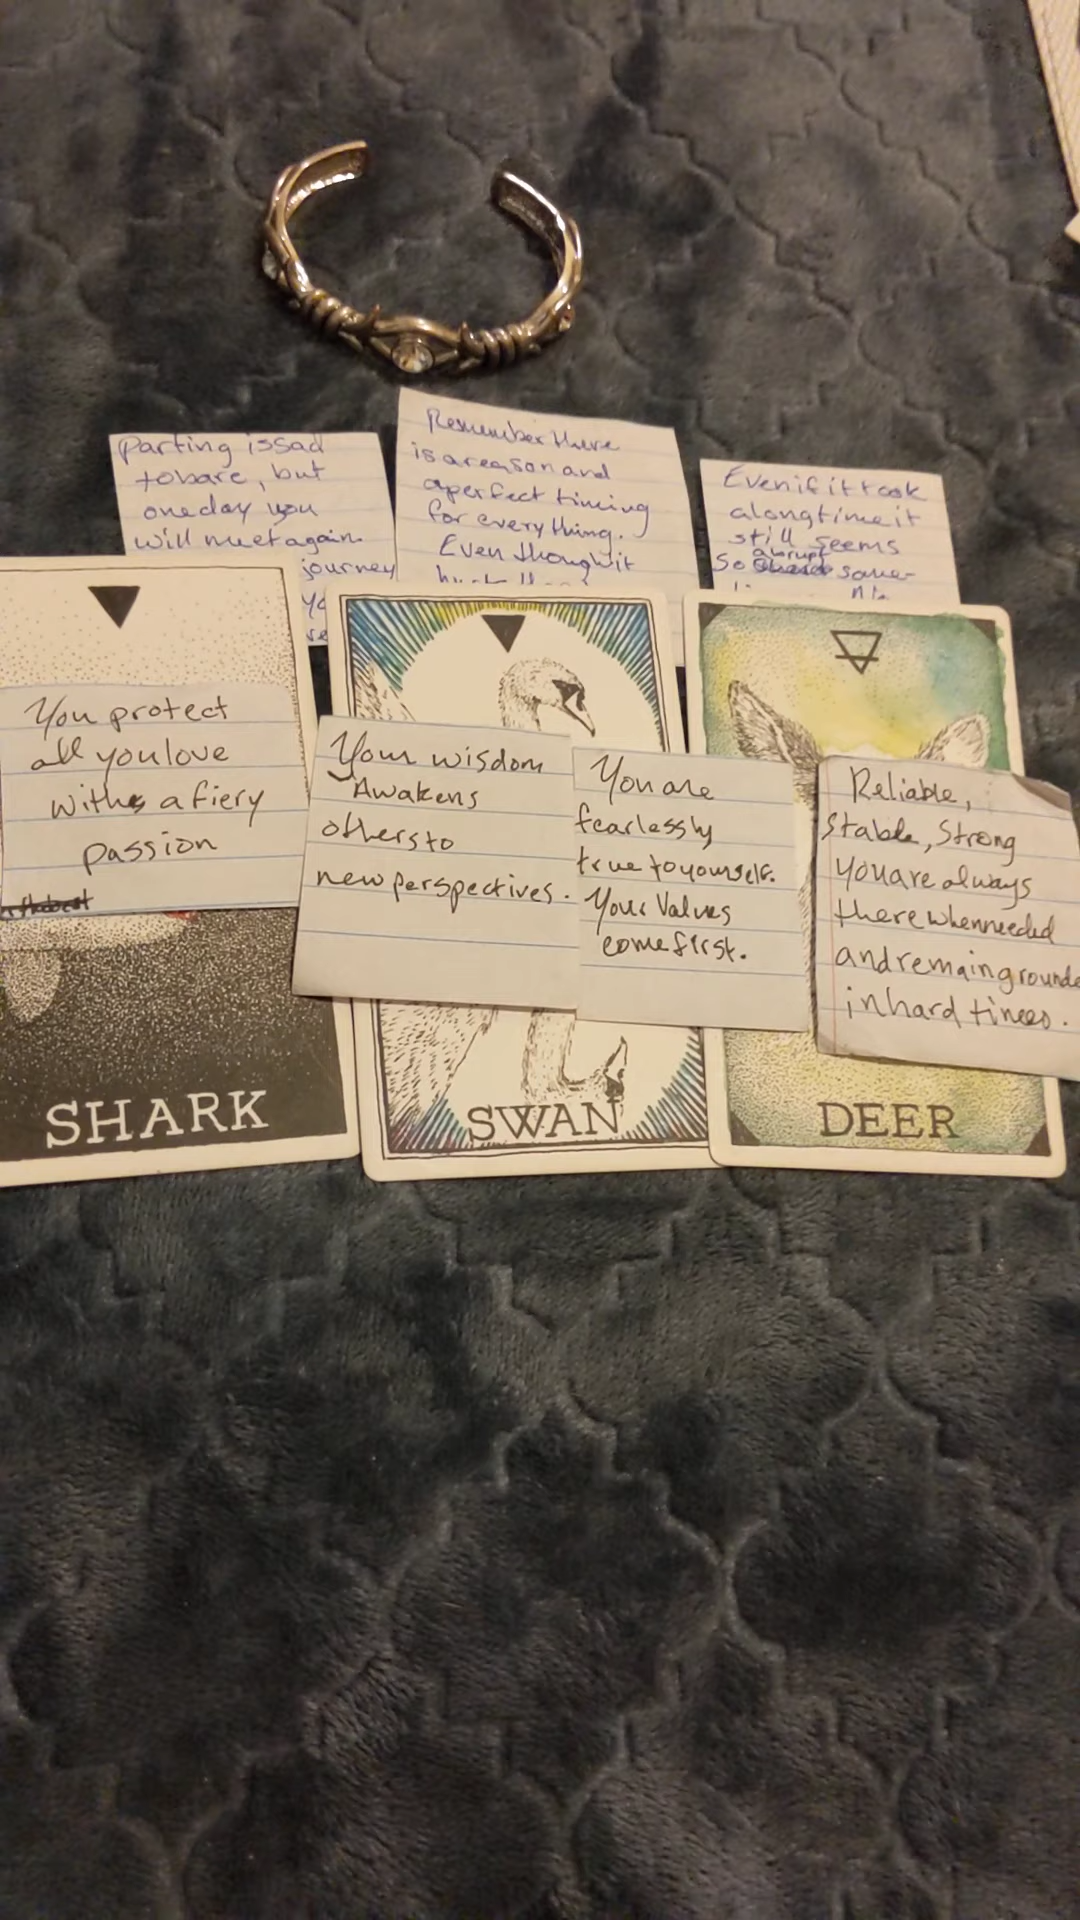 Parting is sad
to bare, but
one day you
will meet again.
journey
Remember there
is a reason and
a perfect timing
for everything.
Even though it
Even if it took
a long time it
still seems
abrupt
So some-
You protect
all you love
with a fiery
passion
Your wisdom
Awakens
others to
new perspectives.
You are
fearlessly
true to yourself.
Your Values
come first.
Reliable,
Stable, Strong
you are always
there when needed
and remain grounde
in hard times.
SHARK
SWAN
DEER